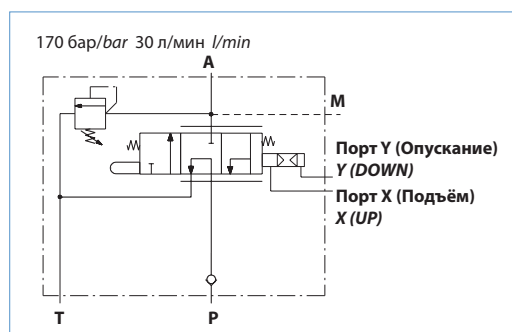 170 бар/bar 30 л/мин l/min
A
M
Порт Y (Опускание)
Y (DOWN)
Порт X (Подъём)
X (UP)
T P